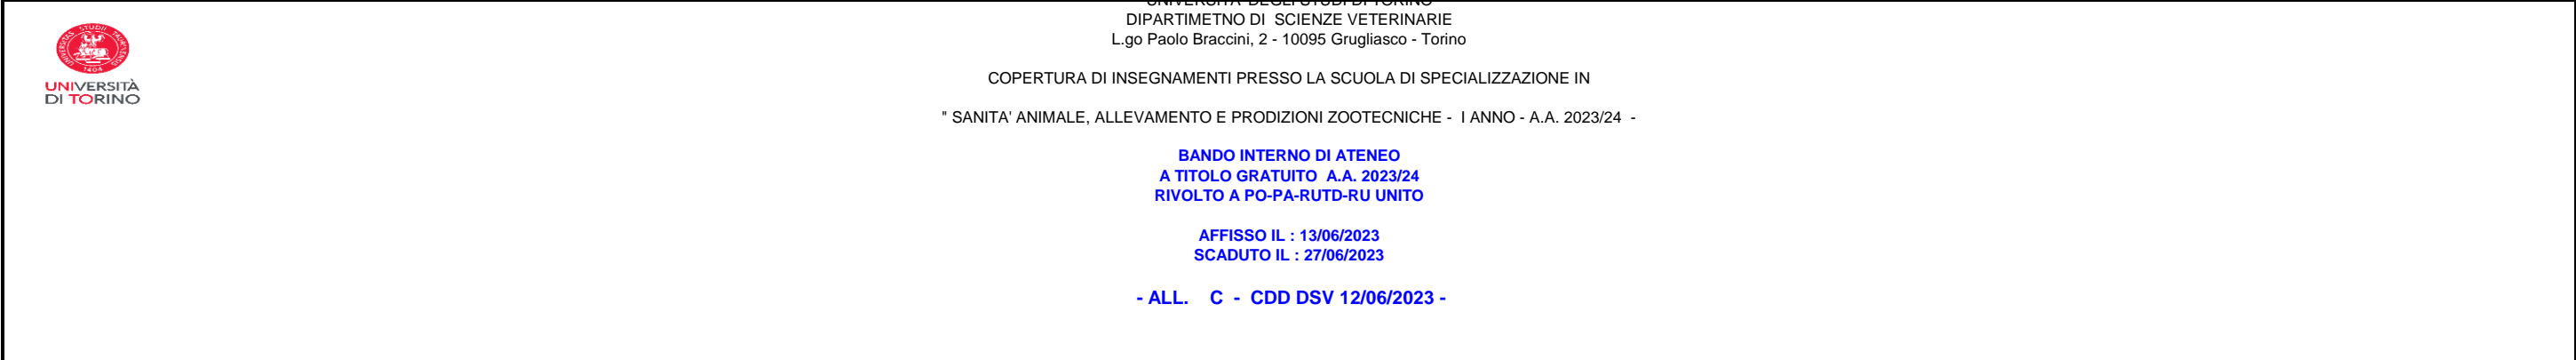 UNIVERSITÀ
DI TORINO
DIPARTIMETNO DI SCIENZE VETERINARIE
L.go Paolo Braccini, 2 - 10095 Grugliasco - Torino
COPERTURA DI INSEGNAMENTI PRESSO LA SCUOLA DI SPECIALIZZAZIONE IN
" SANITA' ANIMALE, ALLEVAMENTO E PRODIZIONI ZOOTECNICHE - I ANNO - A.A. 2023/24 -
BANDO INTERNO DI ATENEO
A TITOLO GRATUITO A.A. 2023/24
RIVOLTO A PO-PA-RUTD-RU UNITO
AFFISSO IL : 13/06/2023
SCADUTO IL : 27/06/2023
- ALL. C - CDD DSV 12/06/2023 -